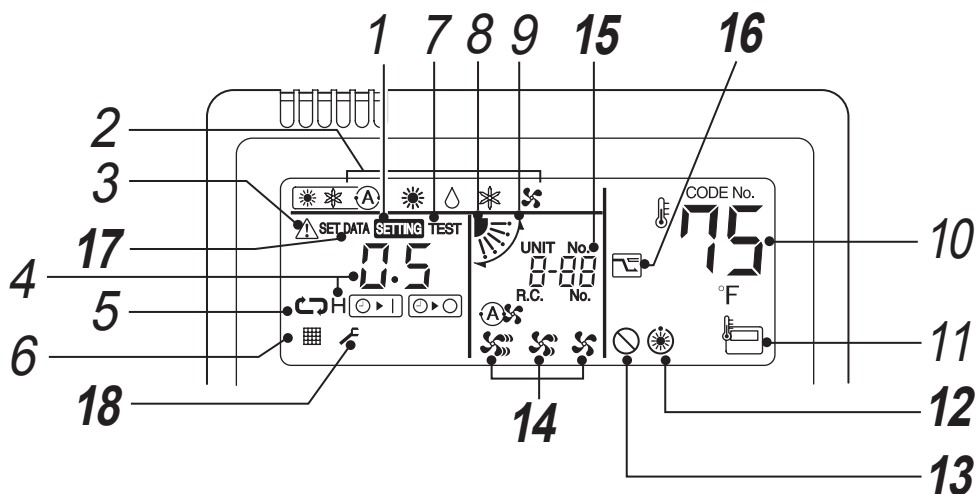 1 7 8 9 15 16
2
3
17
4
5
6
18
A
CODE No.
SET DATA SETTING TEST
75
UNIT No.
0.5
8-88
R.C. No.
H
°F
A
10
11
12
14
13